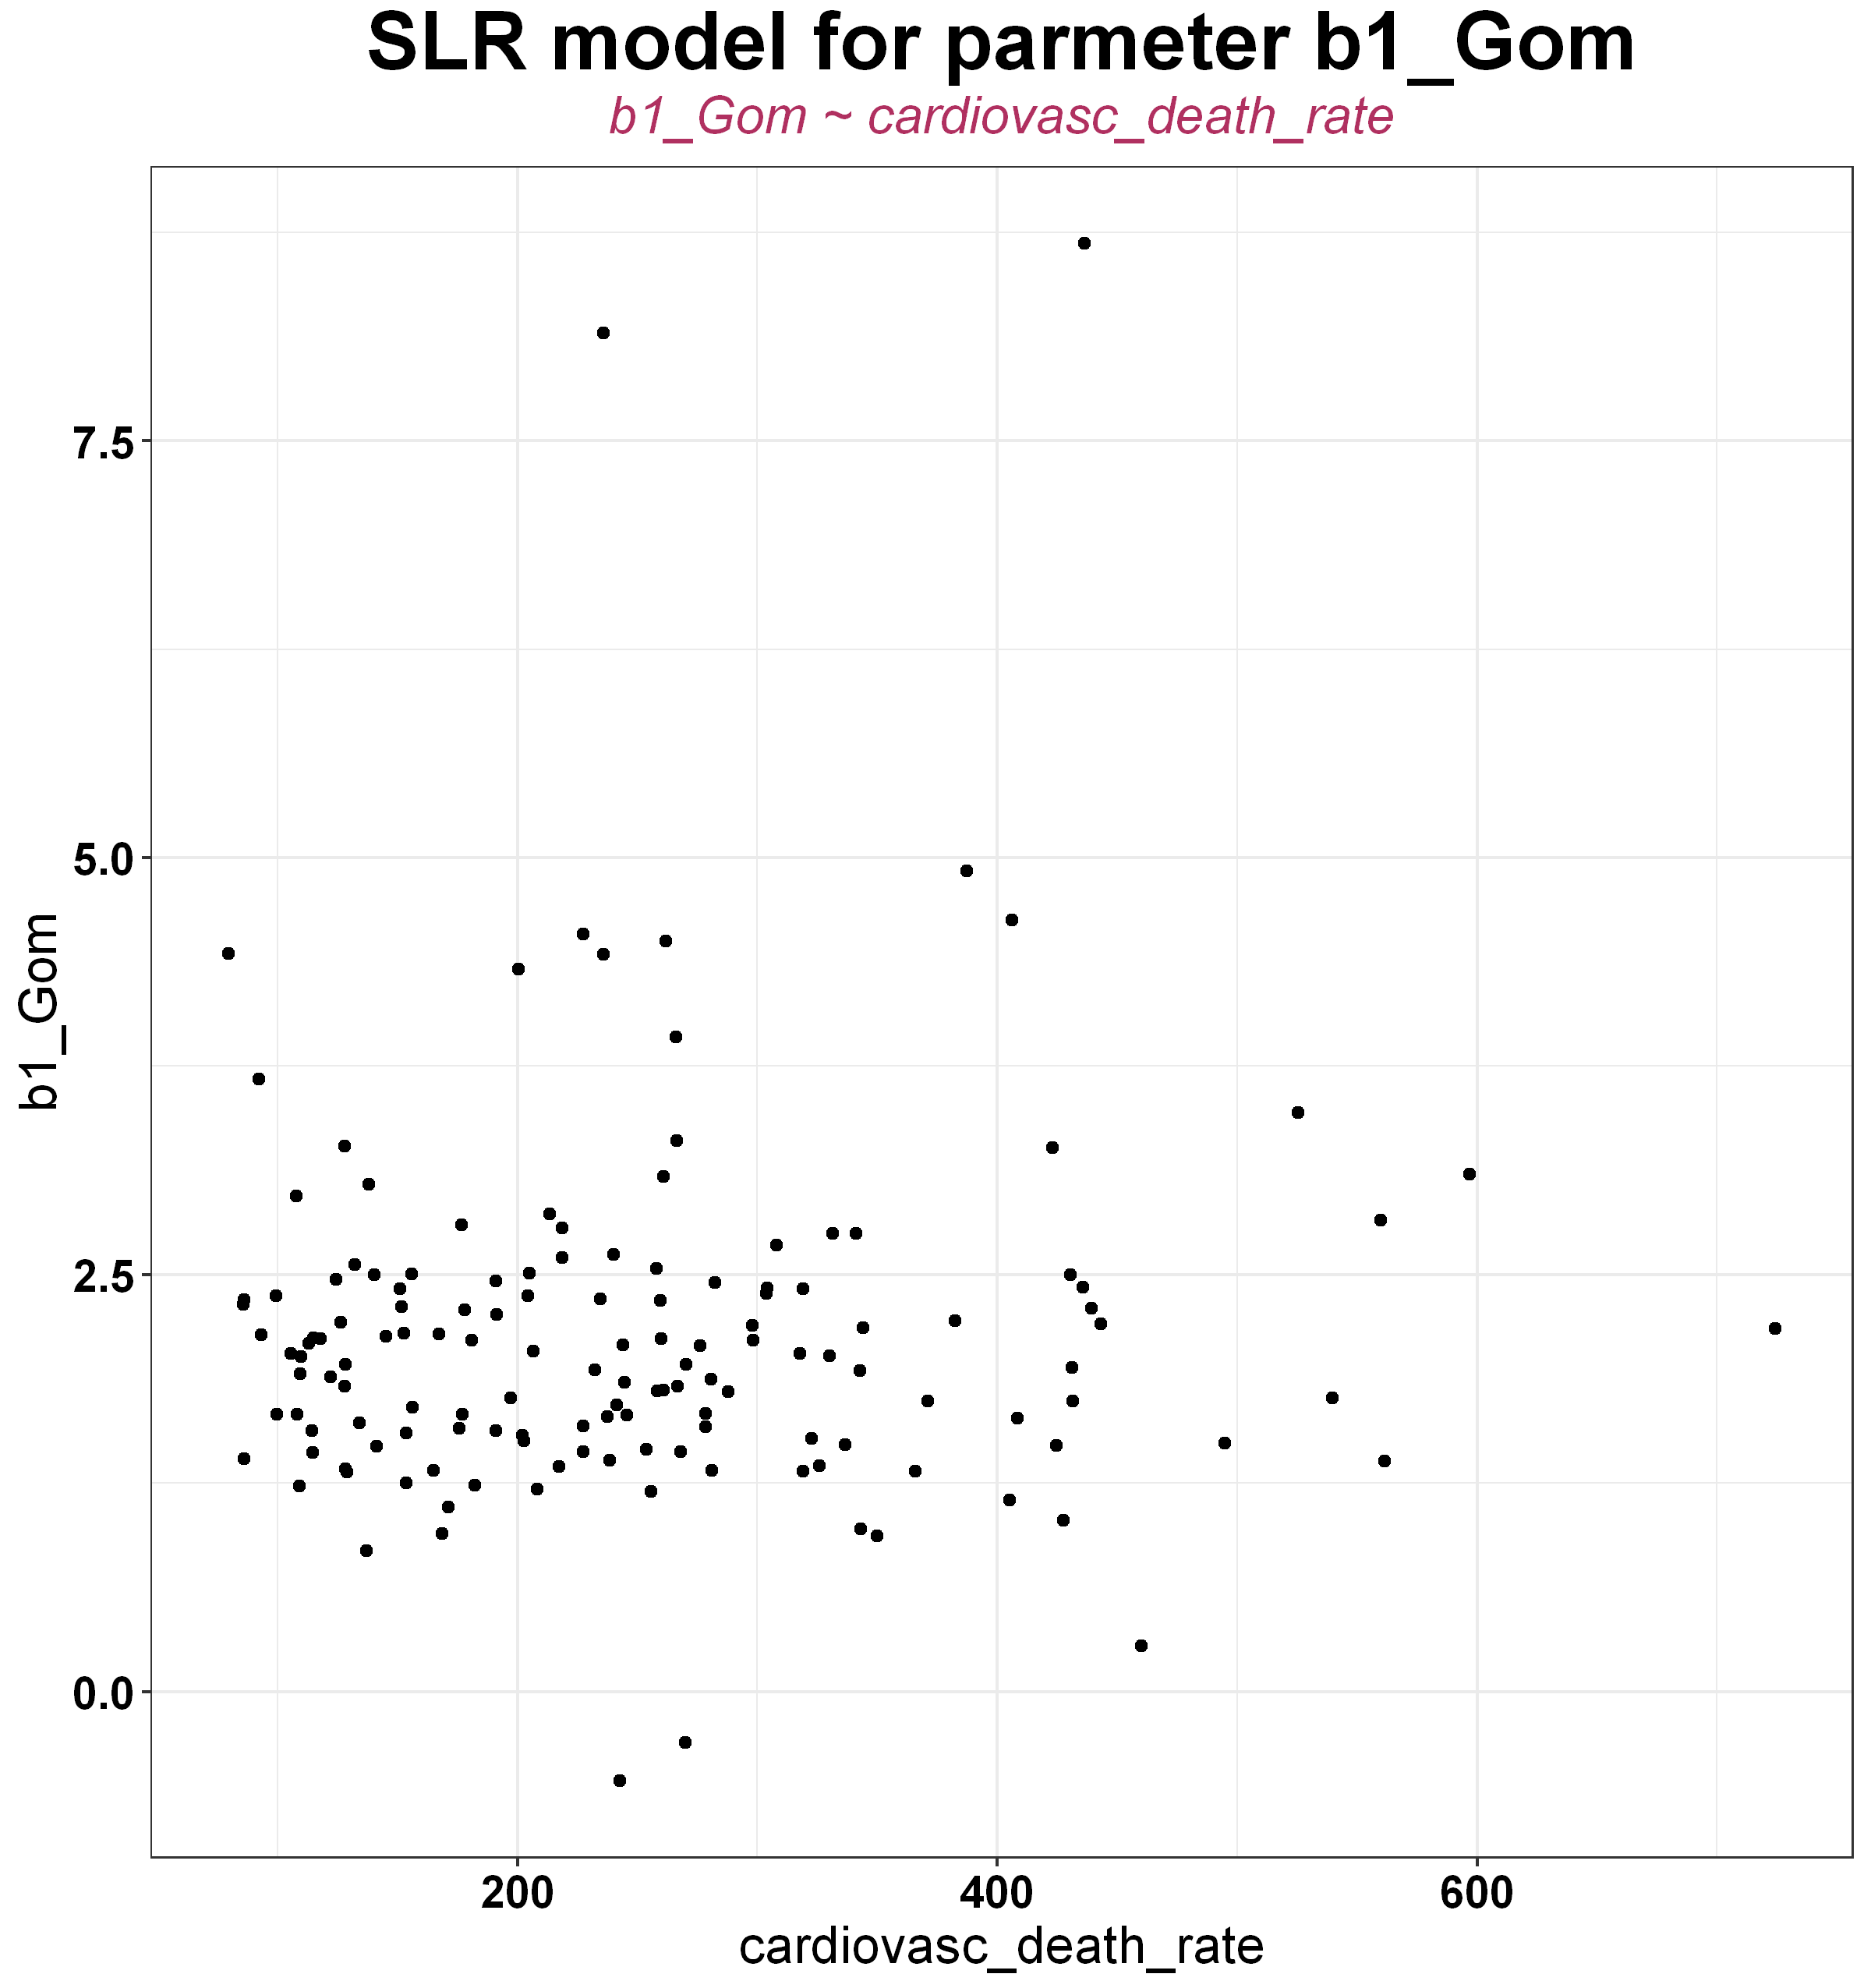 SLR model for parmeter b1_Gom
b1_Gom ~ cardiovasc_death_rate
7.5
5.0
2.5
0.0
b1_Gom
200 400 600
cardiovasc_death_rate